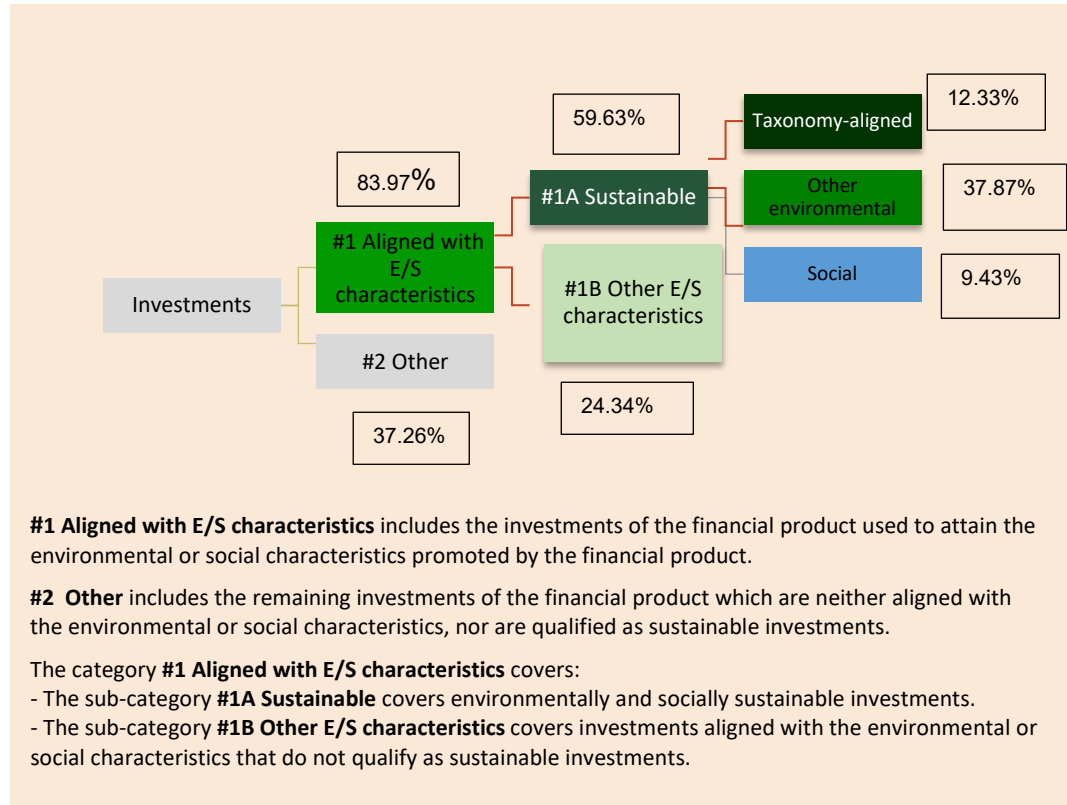 12.33%
59.63%
Taxonomy-aligned
83.97%
#1A Sustainable
Other
environmental
37.87%
#1 Aligned with
E/S
characteristics
Investments
#1B Other E/S
characteristics
Social
9.43%
#2 Other
24.34%
37.26%
#1 Aligned with E/S characteristics includes the investments of the financial product used to attain the
environmental or social characteristics promoted by the financial product.
#2 Other includes the remaining investments of the financial product which are neither aligned with
the environmental or social characteristics, nor are qualified as sustainable investments.
The category #1 Aligned with E/S characteristics covers:
- The sub-category #1A Sustainable covers environmentally and socially sustainable investments.
- The sub-category #1B Other E/S characteristics covers investments aligned with the environmental or
social characteristics that do not qualify as sustainable investments.